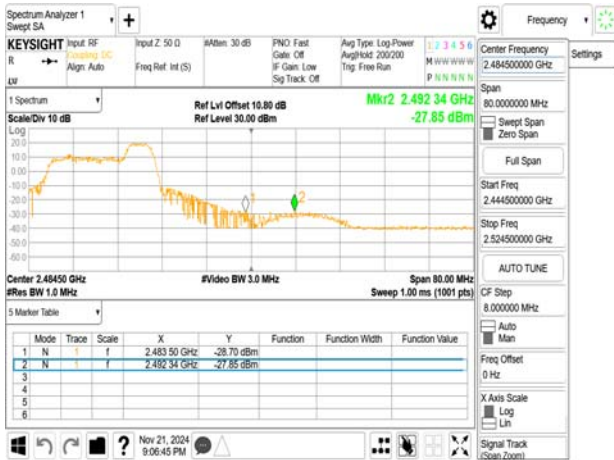 Spectrum Analyzer 1
Swept SA
+
Frequency
KEYSIGHT
Input: RF
Coupling: DC
Align: Auto
Input Z: 50 Ω
Freq Ref: Int (S)
#Atten: 30 dB
PNO: Fast
Gate: Off
IF Gain: Low
Sig Track: Off
Avg Type: Log-Power
Avg|Hold: 200/200
Trig: Free Run
1 2 3 4 5 6
M W W W W W
P N N N N N
R
LW
Center Frequency
2.484500000 GHz
Settings
Span
80.0000000 MHz
Swept Span
Zero Span
Full Span
Start Freq
2.444500000 GHz
Stop Freq
2.524500000 GHz
AUTO TUNE
CF Step
8.000000 MHz
Auto
Man
Freq Offset
0 Hz
X Axis Scale
Log
Lin
Signal Track
(Span Zoom)
1 Spectrum
Scale/Div 10 dB
Ref Lvl Offset 10.80 dB
Ref Level 30.00 dBm
Mkr2 2.492 34 GHz
-27.85 dBm
Log
20.0
10.0
0.00
-10.0
-20.0
-30.0
-40.0
-50.0
-60.0
1
2
Center 2.48450 GHz
#Res BW 1.0 MHz
#Video BW 3.0 MHz
Span 80.00 MHz
Sweep 1.00 ms (1001 pts)
5 Marker Table
Mode Trace Scale X Y Function Function Width Function Value
1 N 1 f 2.483 50 GHz -28.70 dBm
2 N 1 f 2.492 34 GHz -27.85 dBm
3
4
5
6
?
Nov 21, 2024
9:06:45 PM